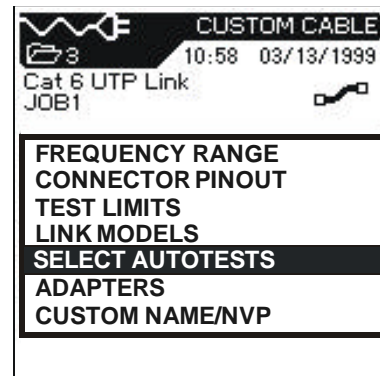 CUSTOM CABLE
3 10:58 03/13/1999
Cat 6 UTP Link
JOB1
FREQUENCY RANGE
CONNECTOR PINOUT
TEST LIMITS
LINK MODELS
SELECT AUTOTESTS
ADAPTERS
CUSTOM NAME/NVP